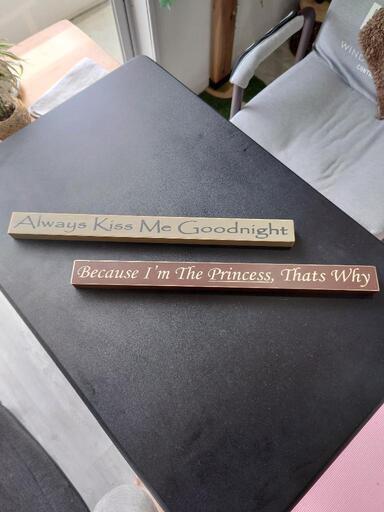 Always Kiss Me Goodnight
Because I'm The Princess, Thats Why